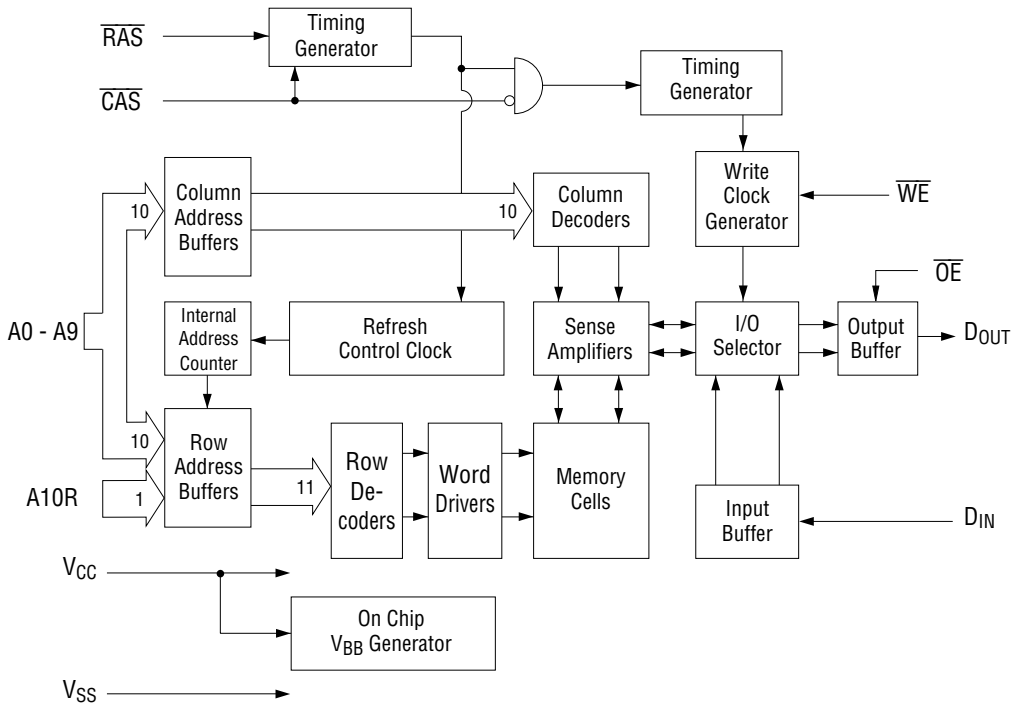 RAS
Timing
Generator
CAS
Timing
Generator
Column
Address
Buffers
10
10
Column
Decoders
Write
Clock
Generator
WE
OE
A0 - A9
Internal
Address
Counter
Refresh
Control Clock
Sense
Amplifiers
I/O
Selector
Output
Buffer
DOUT
10
Row
Address
Buffers
11
Row
De-
coders
Word
Drivers
Memory
Cells
A10R
1
Input
Buffer
DIN
VCC
On Chip
VBB Generator
VSS